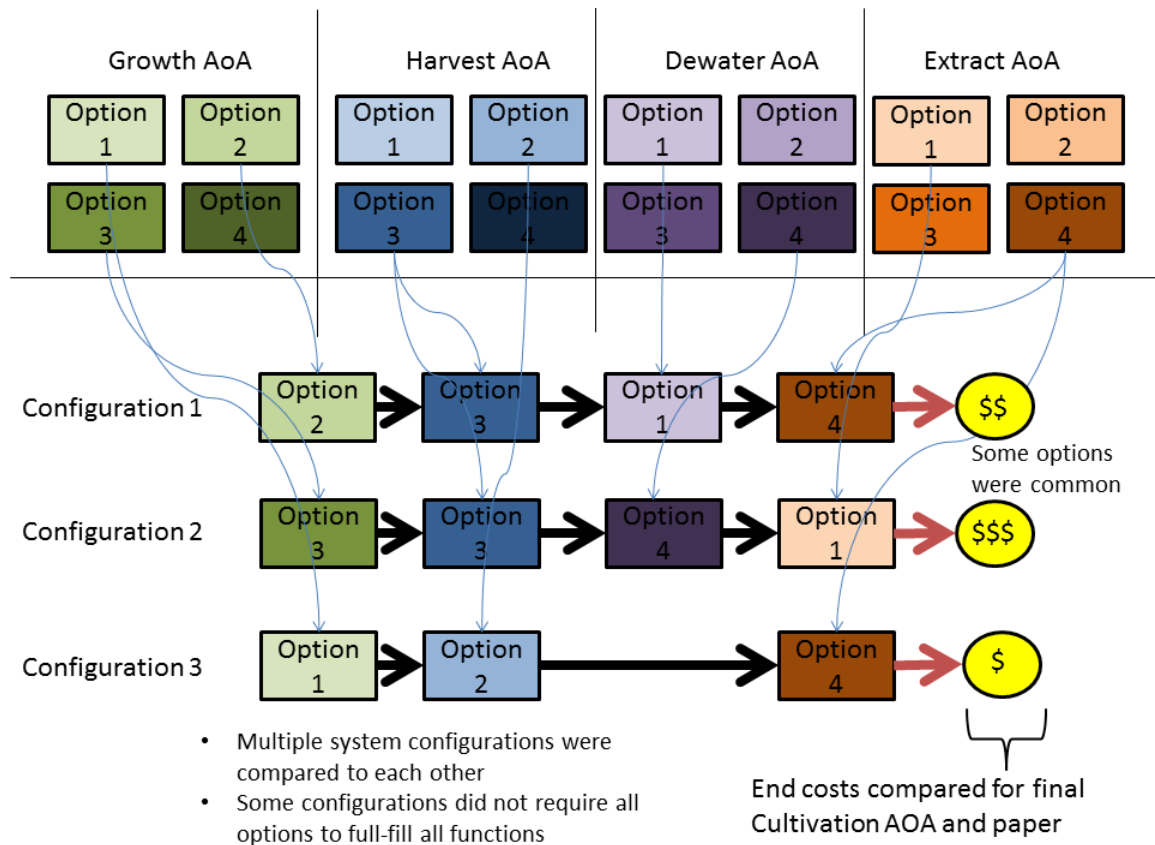 Growth AoA
Harvest AoA
Dewater AoA
Extract AoA
Option
1
Option
2
Option
1
Option
2
Option
1
Option
2
Option
1
Option
2
Option
3
Option
4
Option
3
Option
4
Option
3
Option
4
Option
3
Option
4
Configuration 1
Option
2
Option
3
Option
1
Option
4
$$
Some options
were common
Configuration 2
Option
3
Option
3
Option
4
Option
1
$$$
Configuration 3
Option
1
Option
2
Option
4
$
• Multiple system configurations were
compared to each other
• Some configurations did not require all
options to full-fill all functions
End costs compared for final
Cultivation AOA and paper